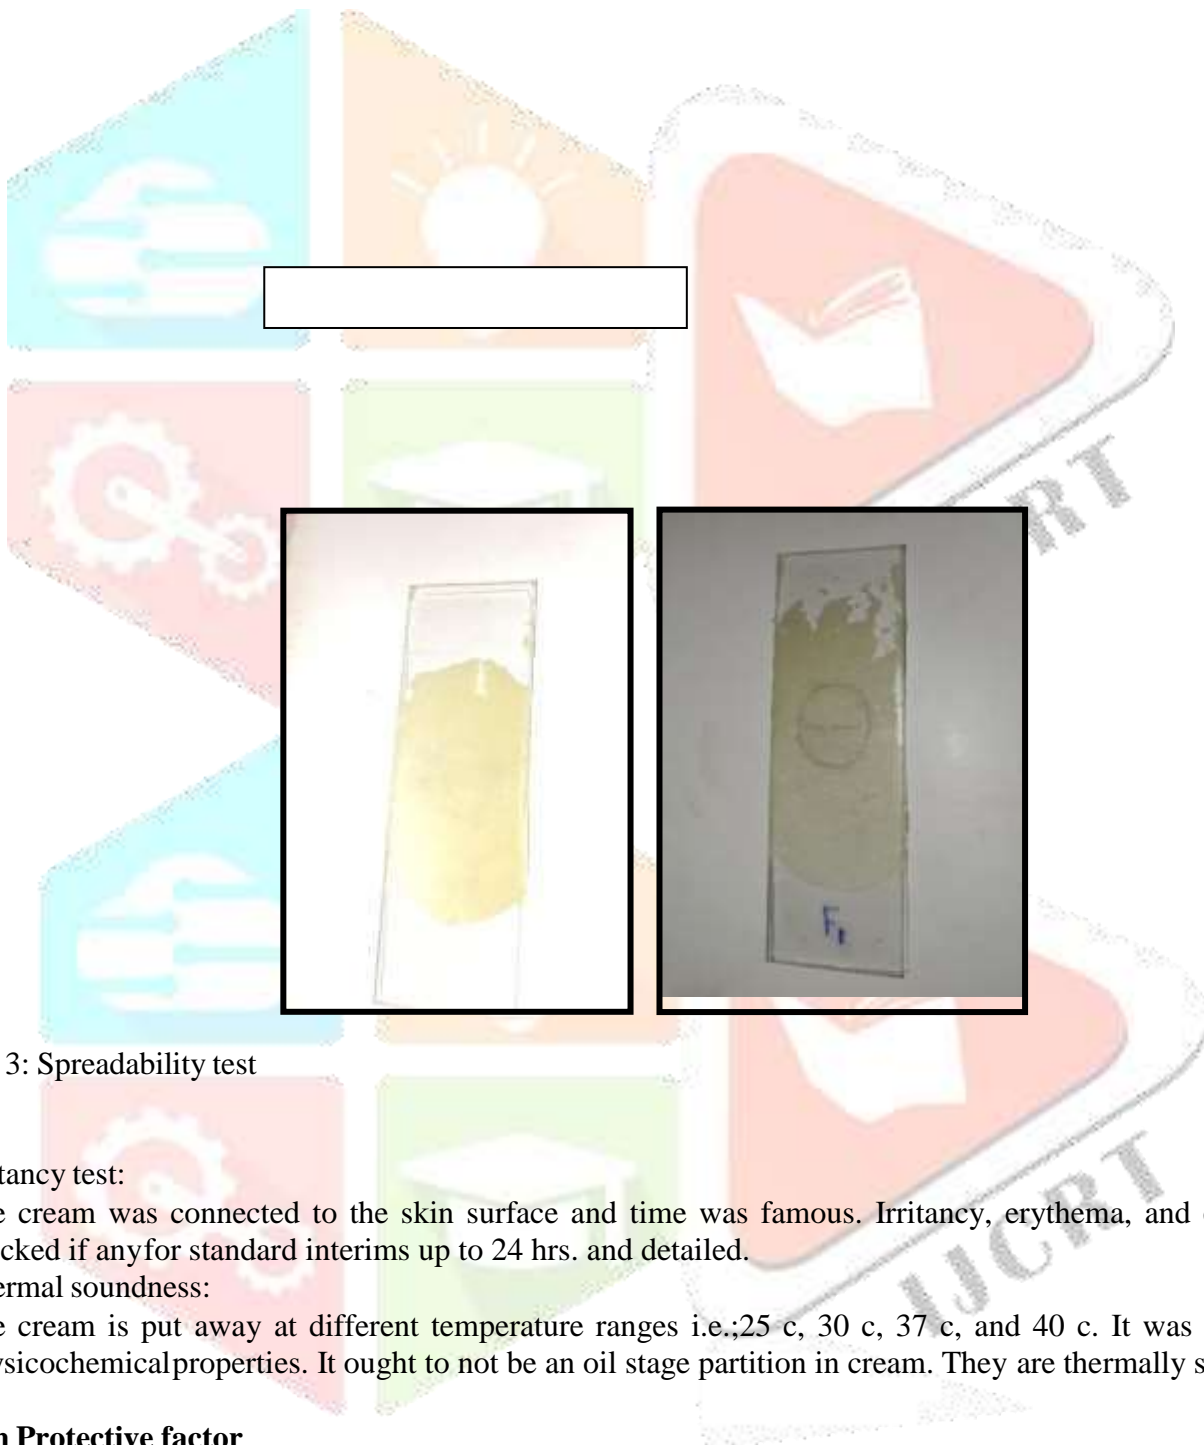 IJCRT
F1
3: Spreadability test
tancy test:
e cream was connected to the skin surface and time was famous. Irritancy, erythema, and
cked if anyfor standard interims up to 24 hrs. and detailed.
ermal soundness:
e cream is put away at different temperature ranges i.e.;25 c, 30 c, 37 c, and 40 c. It was
ysicochemicalproperties. It ought to not be an oil stage partition in cream. They are thermally s
IJCRT
n Protective factor